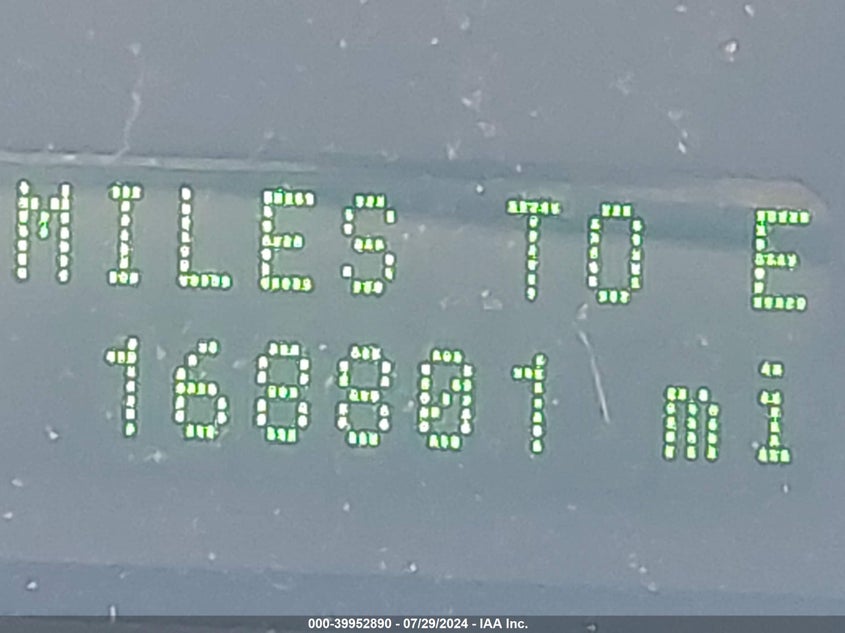 MILES TO E
168801 mi
000-39952890 - 07/29/2024 - IAA Inc.